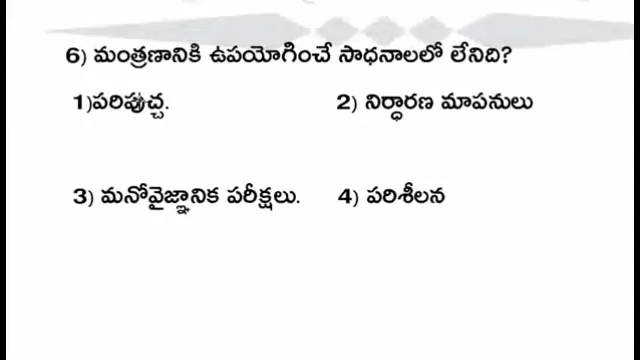 6) మంత్రణానికి ఉపయోగించే సాధనాలలో లేనిది?
1)పరిపుచ్ఛ. 2) నిర్ధారణ మాపనులు
3) మనోవైజ్ఞానిక పరీక్షలు. 4) పరిశీలన